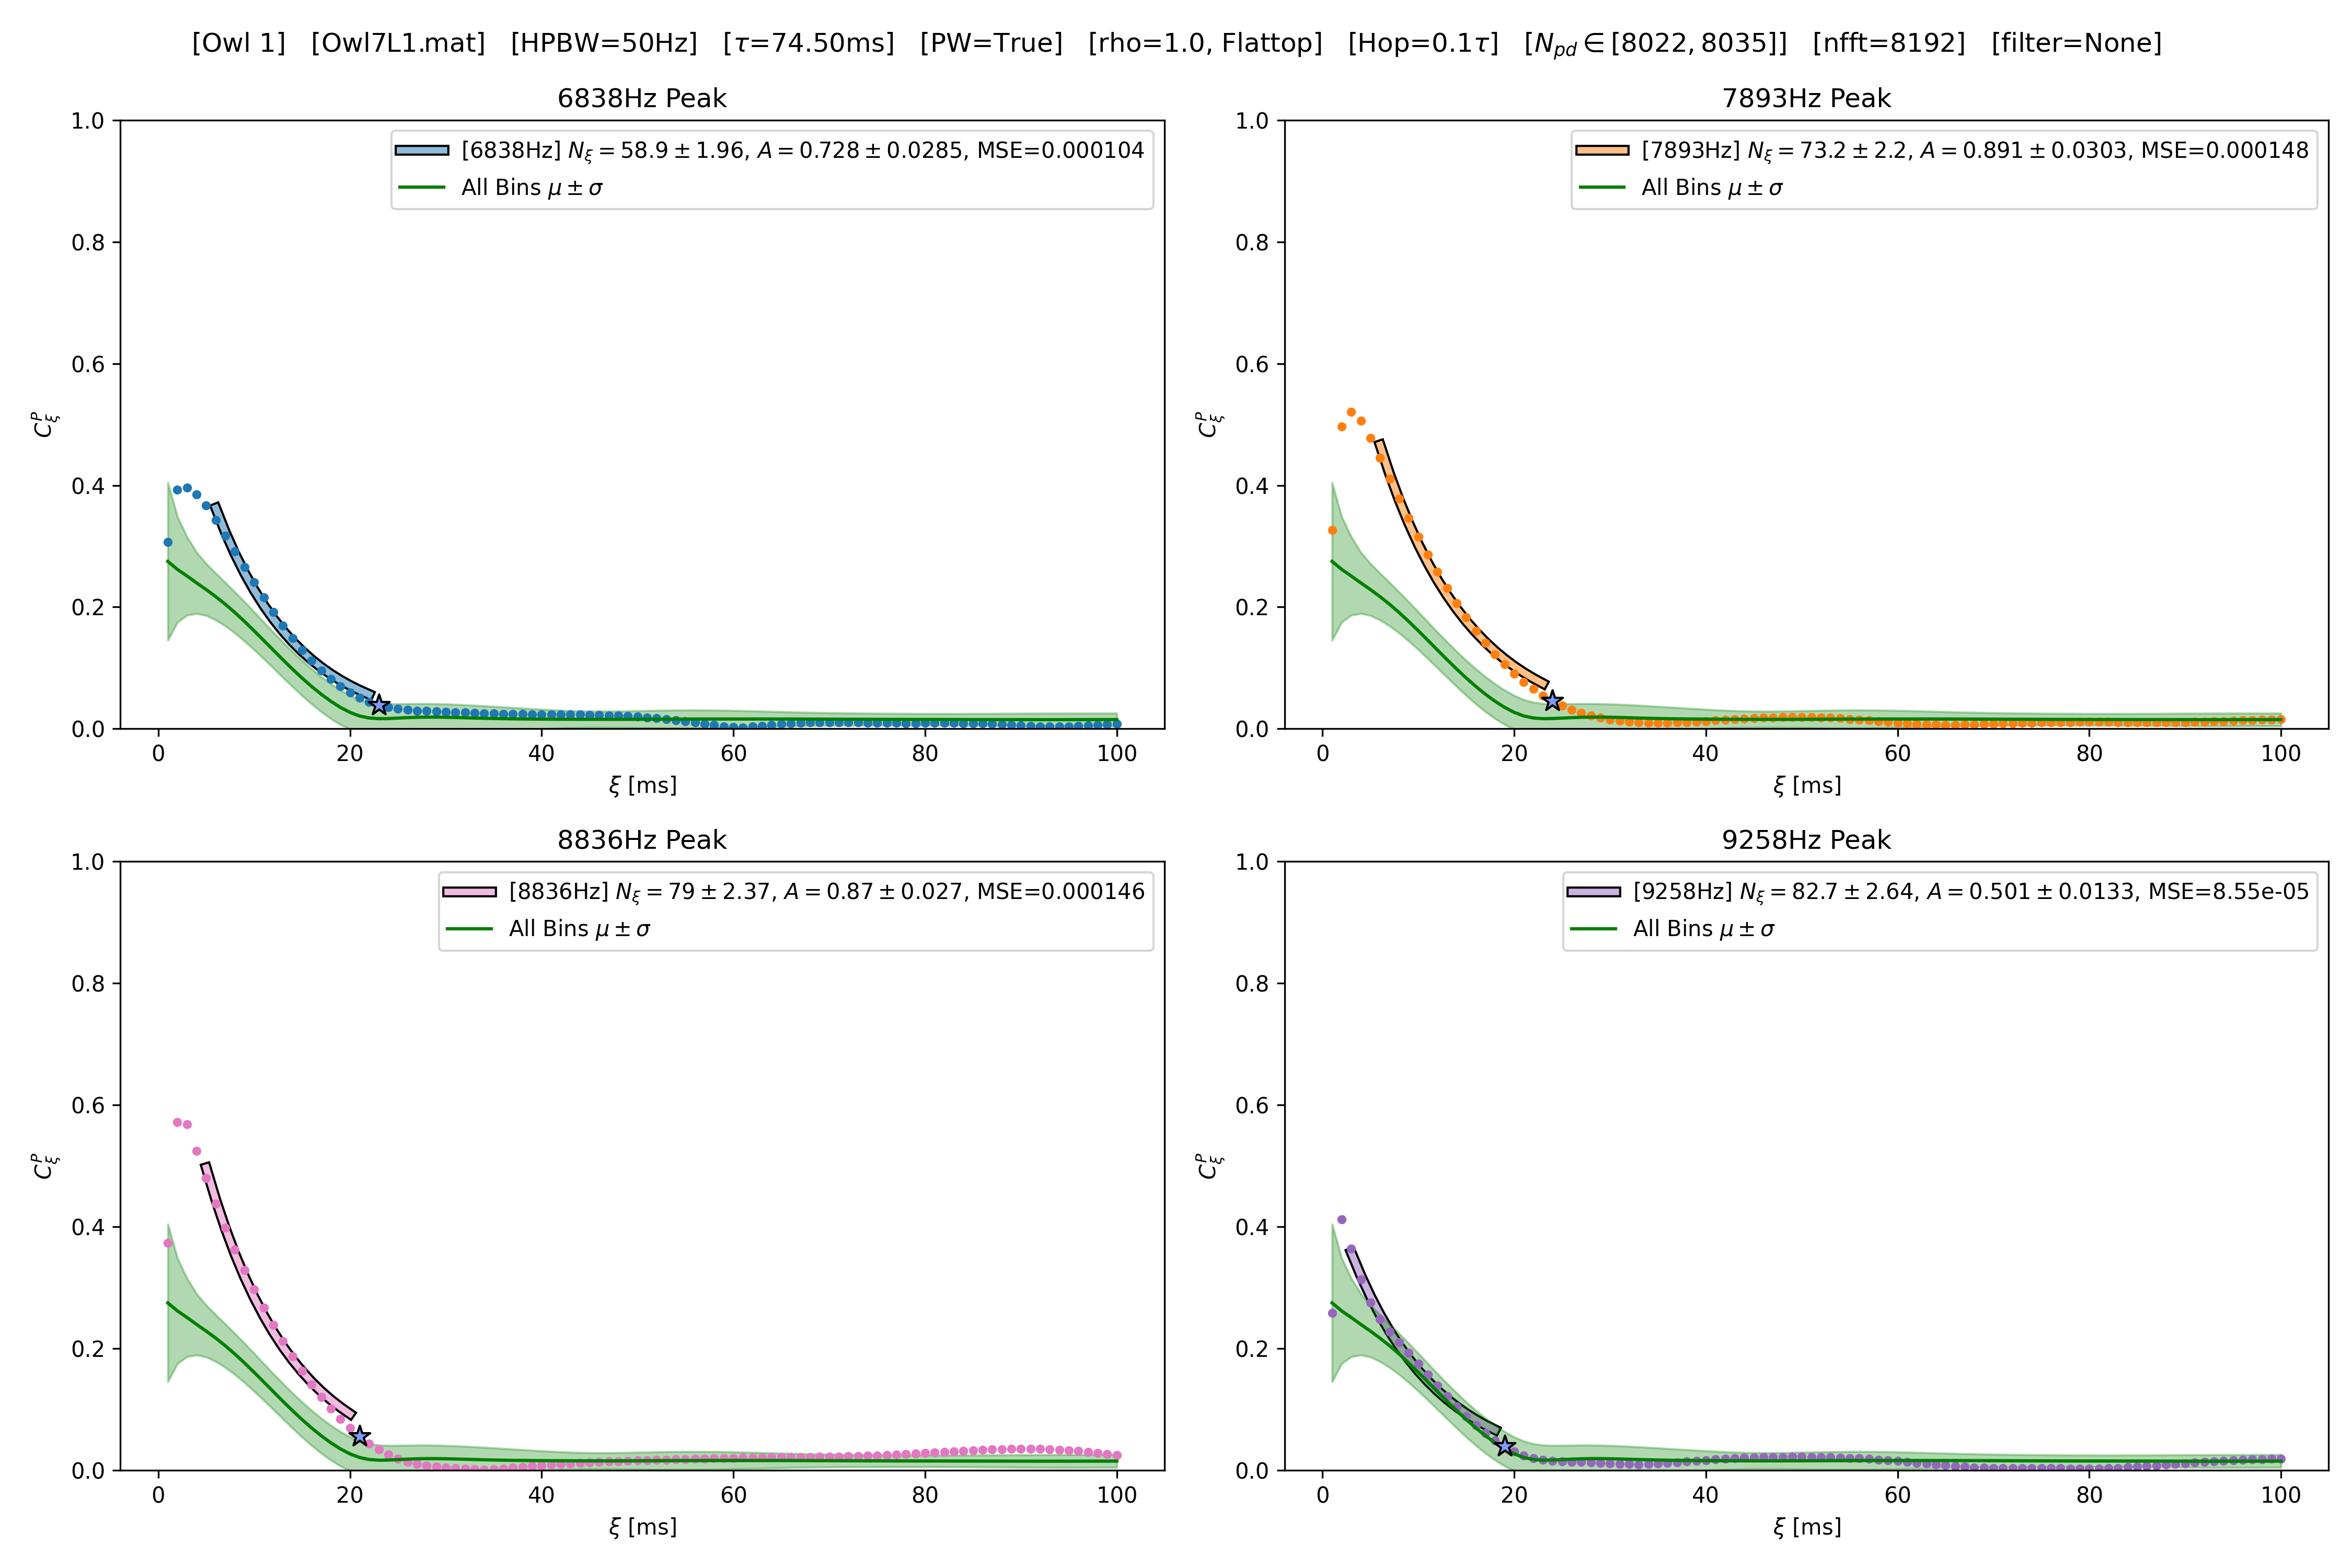 [Owl 1] [Owl7L1.mat] [HPBW=50Hz] [τ=74.50ms] [PW=True] [rho=1.0, Flattop] [Hop=0.1τ] [N_pd ∈ [8022, 8035]] [nfft=8192] [filter=None]
6838Hz Peak
1.0
0.8
0.6
0.4
0.2
0.0
C_ξ^P
[6838Hz] N_ξ = 58.9 ± 1.96, A = 0.728 ± 0.0285, MSE=0.000104
All Bins μ ± σ
0 20 40 60 80 100
ξ [ms]
7893Hz Peak
1.0
0.8
0.6
0.4
0.2
0.0
C_ξ^P
[7893Hz] N_ξ = 73.2 ± 2.2, A = 0.891 ± 0.0303, MSE=0.000148
All Bins μ ± σ
0 20 40 60 80 100
ξ [ms]
8836Hz Peak
1.0
0.8
0.6
0.4
0.2
0.0
C_ξ^P
[8836Hz] N_ξ = 79 ± 2.37, A = 0.87 ± 0.027, MSE=0.000146
All Bins μ ± σ
0 20 40 60 80 100
ξ [ms]
9258Hz Peak
1.0
0.8
0.6
0.4
0.2
0.0
C_ξ^P
[9258Hz] N_ξ = 82.7 ± 2.64, A = 0.501 ± 0.0133, MSE=8.55e-05
All Bins μ ± σ
0 20 40 60 80 100
ξ [ms]